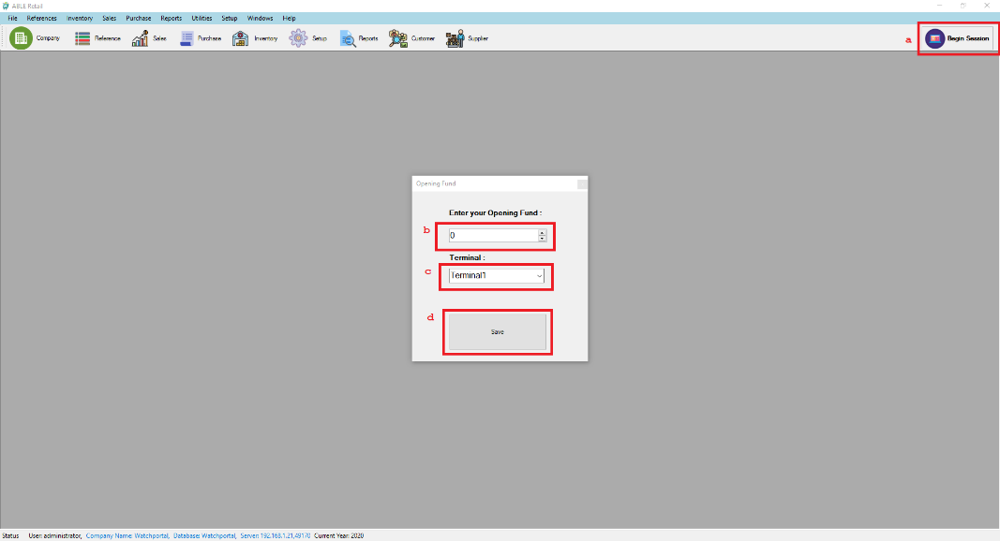 ABLE Retail
File References Inventory Sales Purchase Reports Utilities Setup Windows Help
Company Reference Sales Purchase Inventory Setup Reports Customer Supplier a Begin Session
Opening Fund
Enter your Opening Fund :
b 0
Terminal :
c Terminal1
d
Save
Status User: administrator, Company Name: Watchportal, Database: Watchportal, Server: 192.168.1.21,49170 Current Year: 2020